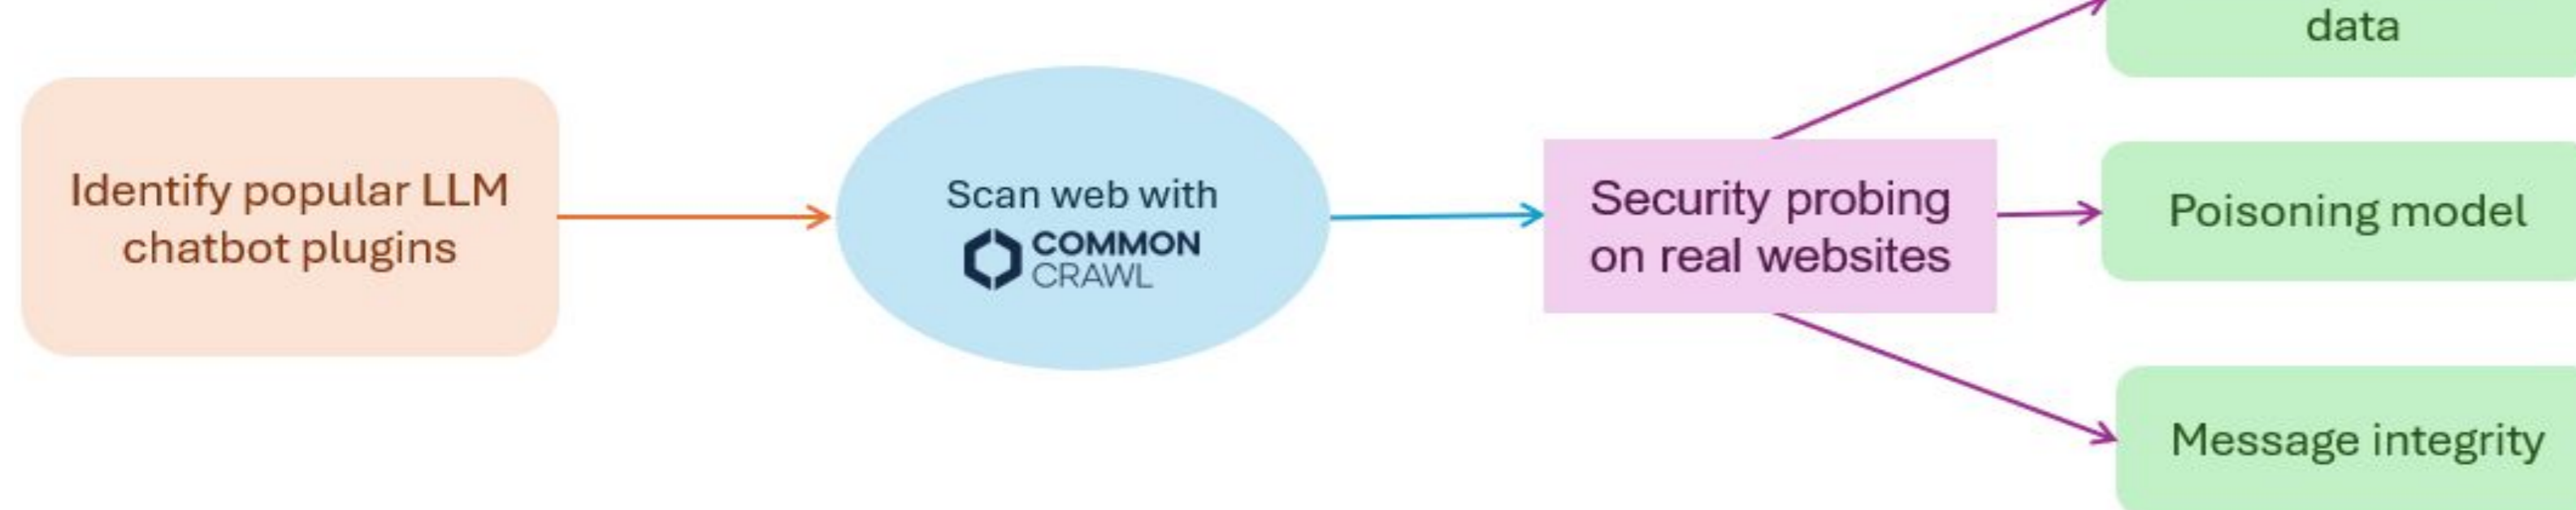 Identify popular LLM
chatbot plugins
Scan web with
COMMON
CRAWL
Security probing
on real websites
data
Poisoning model
Message integrity